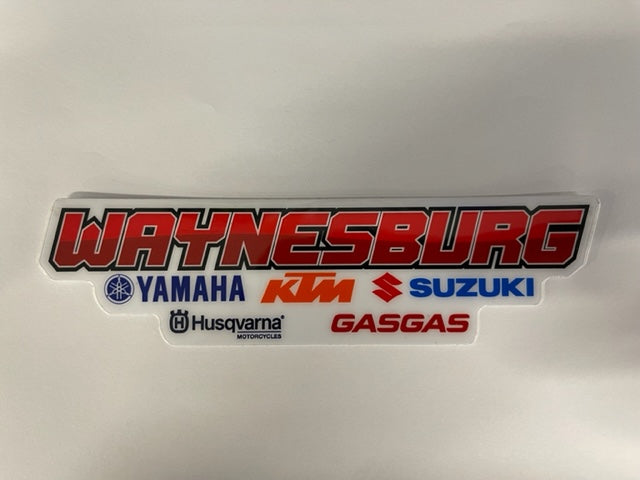 WAYNESBURG
YAMAHA KTM SUZUKI
Husqvarna GASGAS
MOTORCYCLES